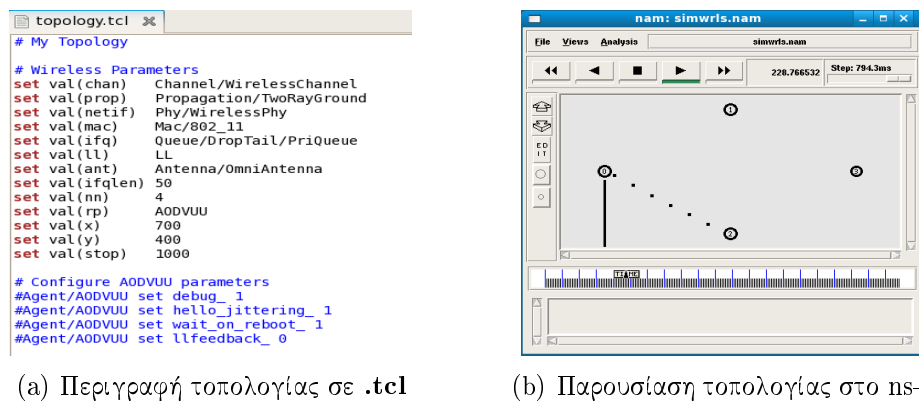 topology.tcl
# My Topology
# Wireless Parameters
set val(chan) Channel/WirelessChannel
set val(prop) Propagation/TwoRayGround
set val(netif) Phy/WirelessPhy
set val(mac) Mac/802_11
set val(ifq) Queue/DropTail/PriQueue
set val(ll) LL
set val(ant) Antenna/OmniAntenna
set val(ifqlen) 50
set val(nn) 4
set val(rp) AODVUU
set val(x) 700
set val(y) 400
set val(stop) 1000
# Configure AODVUU parameters
#Agent/AODVUU set debug_ 1
#Agent/AODVUU set hello_jittering_ 1
#Agent/AODVUU set wait_on_reboot_ 1
#Agent/AODVUU set llfeedback_ 0
(a) Περιγραφή τοπολογίας σε .tcl
nam: simwrls.nam
File Views Analysis simwrls.nam
228.766532 Step: 794.3ms
E D
I T
1
0
3
2
TIME
(b) Παρουσίαση τοπολογίας στο ns-